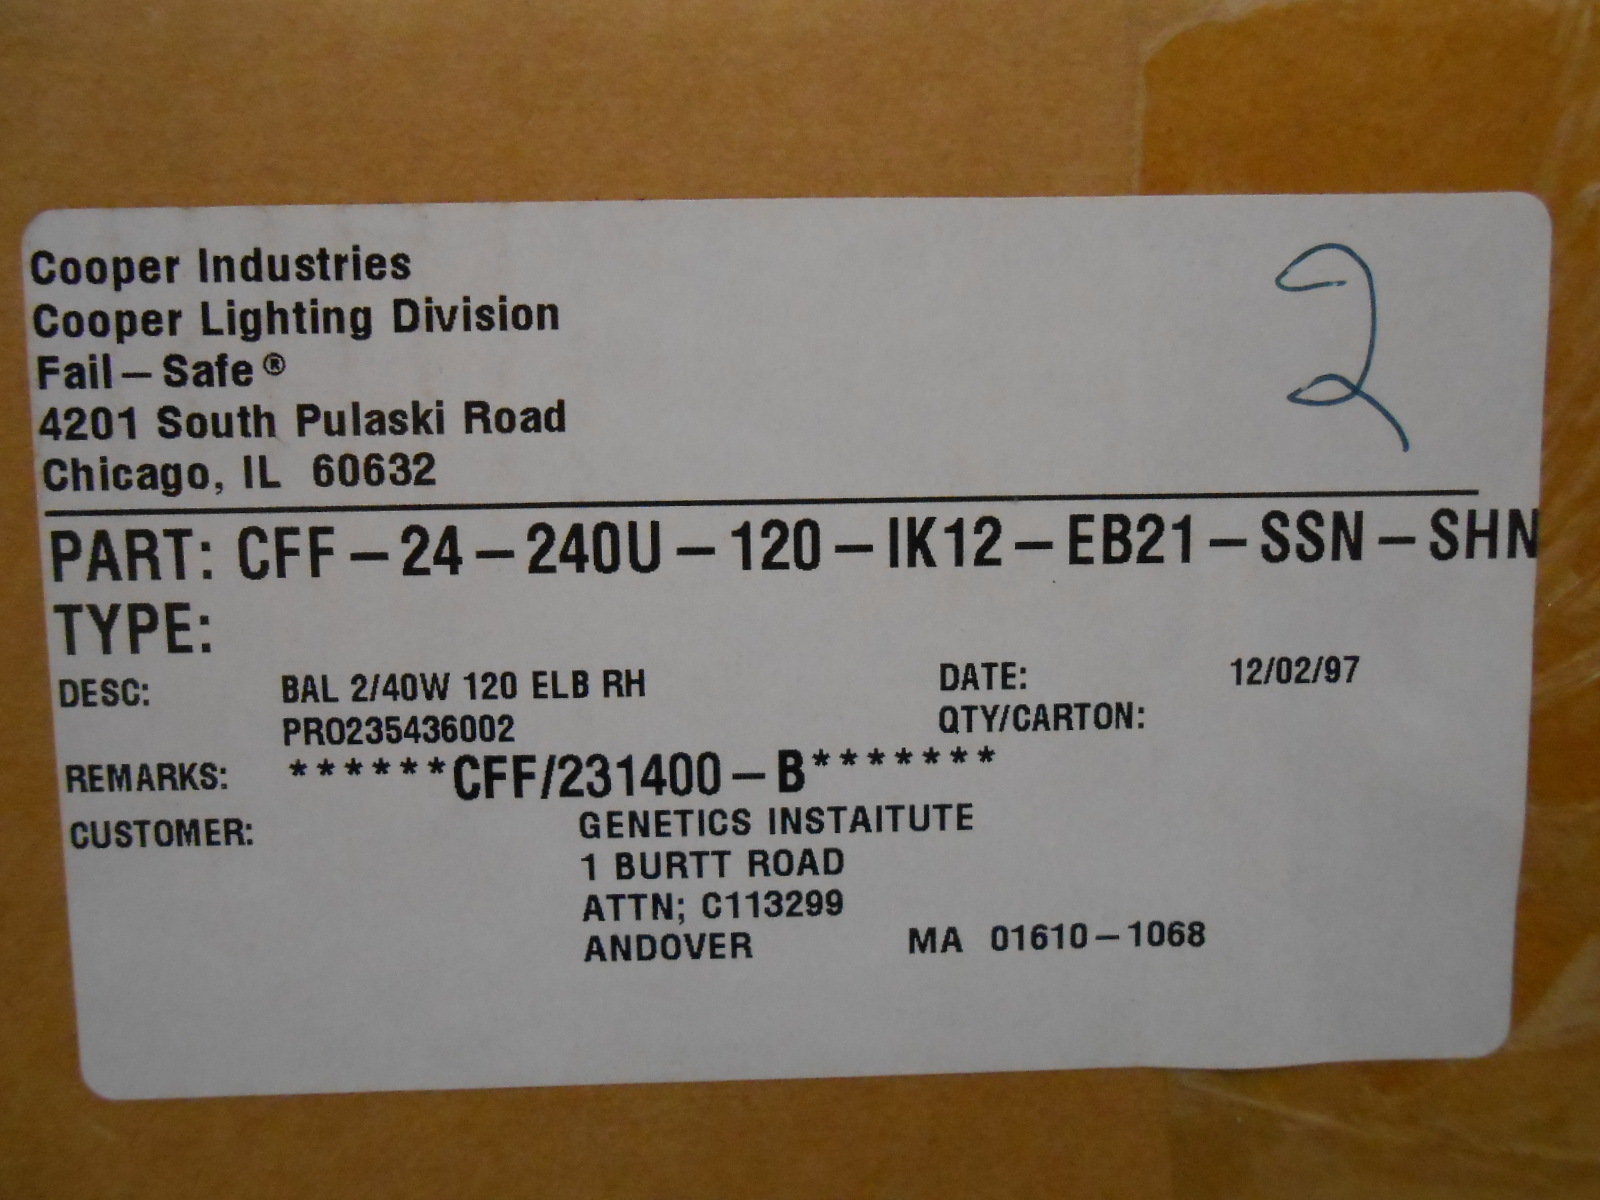 Cooper Industries
2
Cooper Lighting Division
Fail-Safe®
4201 South Pulaski Road
Chicago, IL 60632
PART: CFF-24-240U-120-IK12-EB21-SSN-SHN
TYPE:
DESC: BAL 2/40W 120 ELB RH DATE: 12/02/97
PRO235436002 QTY/CARTON:
REMARKS: ******CFF/231400-B*******
CUSTOMER: GENETICS INSTAITUTE
1 BURTT ROAD
ATTN; C113299
ANDOVER MA 01610-1068